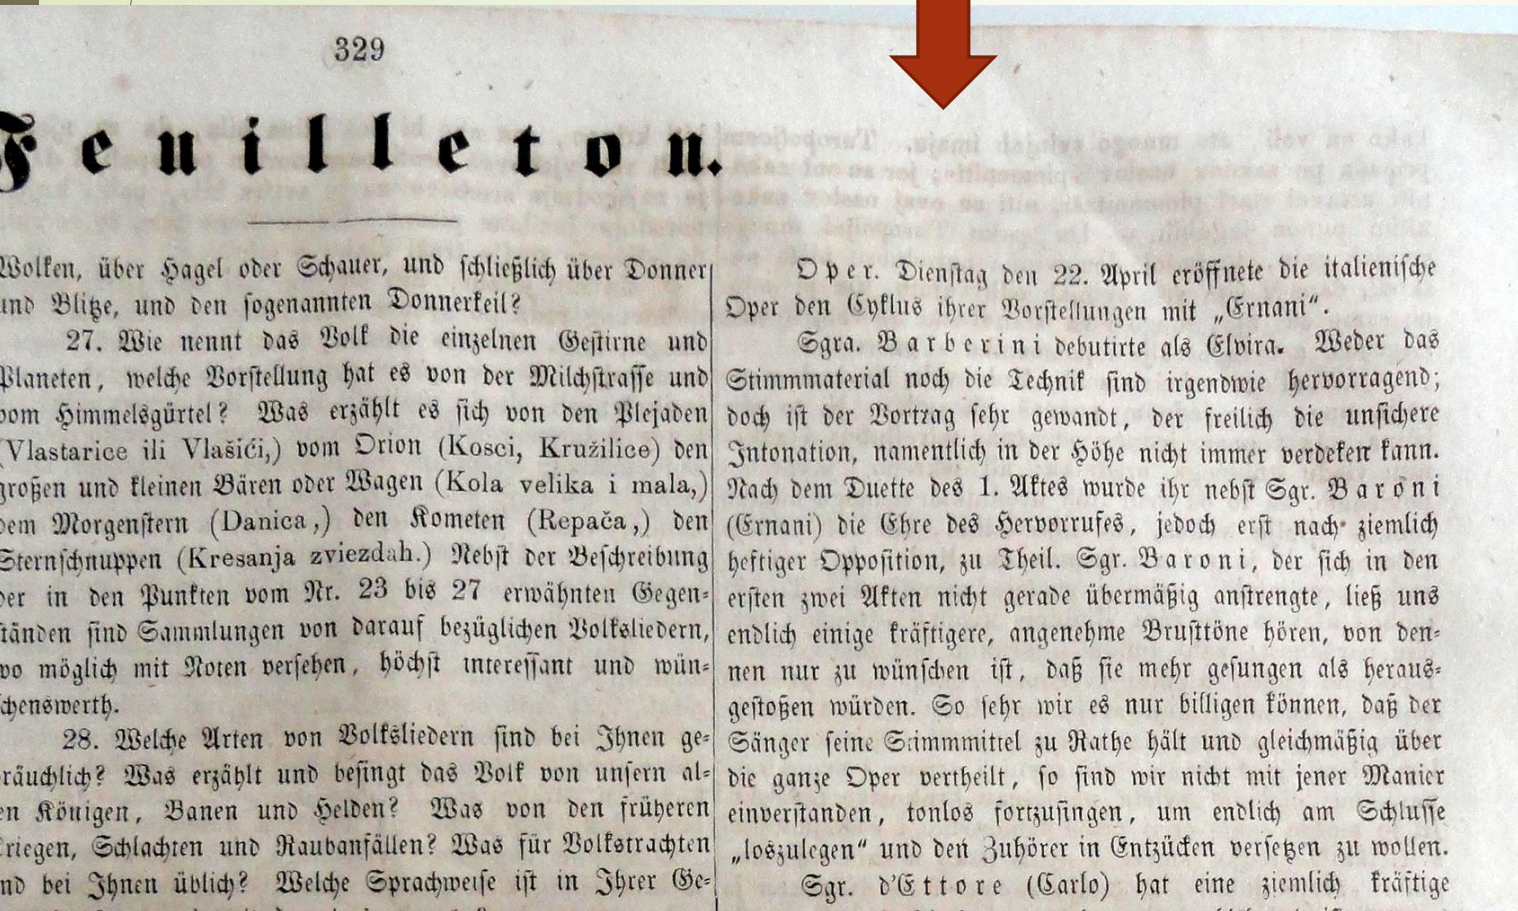 329
Feuilleton.
Wolken, über Hagel oder Schauer, und schließlich über Donner
und Blitze, und den sogenannten Donnerkeil?
27. Wie nennt das Volk die einzelnen Gestirne und
Planeten, welche Vorstellung hat es von der Milchstrasse und
vom Himmelsgürtel? Was erzählt es sich von den Plejaden
(Vlastarice ili Vlašići,) vom Orion (Kosci, Kružilice) den
großen und kleinen Bären oder Wagen (Kola velika i mala,)
dem Morgenstern (Danica,) den Kometen (Repača,) den
Sternschnuppen (Kresanja zviezdah.) Nebst der Beschreibung
der in den Punkten vom Nr. 23 bis 27 erwähnten Gegen-
ständen sind Sammlungen von darauf bezüglichen Volksliedern,
wo möglich mit Noten versehen, höchst interessant und wün-
schenswerth.
28. Welche Arten von Volksliedern sind bei Ihnen ge-
bräuchlich? Was erzählt und besingt das Volk von unsern al-
en Königen, Banen und Helden? Was von den früheren
Kriegen, Schlachten und Raubanfällen? Was für Volkstrachten
nd bei Ihnen üblich? Welche Sprachweise ist in Ihrer Ge-
Oper. Dienstag den 22. April eröffnete die italienische
Oper den Cyklus ihrer Vorstellungen mit „Ernani“.
Sgra. Barberini debutirte als Elvira. Weder das
Stimmmaterial noch die Technik sind irgendwie hervorragend;
doch ist der Vortrag sehr gewandt, der freilich die unsichere
Intonation, namentlich in der Höhe nicht immer verdeken kann.
Nach dem Duette des 1. Aktes wurde ihr nebst Sgr. Baroni
(Ernani) die Ehre des Hervorrufes, jedoch erst nach ziemlich
heftiger Opposition, zu Theil. Sgr. Baroni, der sich in den
ersten zwei Akten nicht gerade übermäßig anstrengte, ließ uns
endlich einige kräftigere, angenehme Brusttöne hören, von den-
nen nur zu wünschen ist, daß sie mehr gesungen als heraus-
gestoßen würden. So sehr wir es nur billigen können, daß der
Sänger seine Stimmmittel zu Rathe hält und gleichmäßig über
die ganze Oper vertheilt, so sind wir nicht mit jener Manier
einverstanden, tonlos fortzusingen, um endlich am Schlusse
„loszulegen“ und den Zuhörer in Entzücken versetzen zu wollen.
Sgr. d'Ettore (Carlo) hat eine ziemlich kräftige